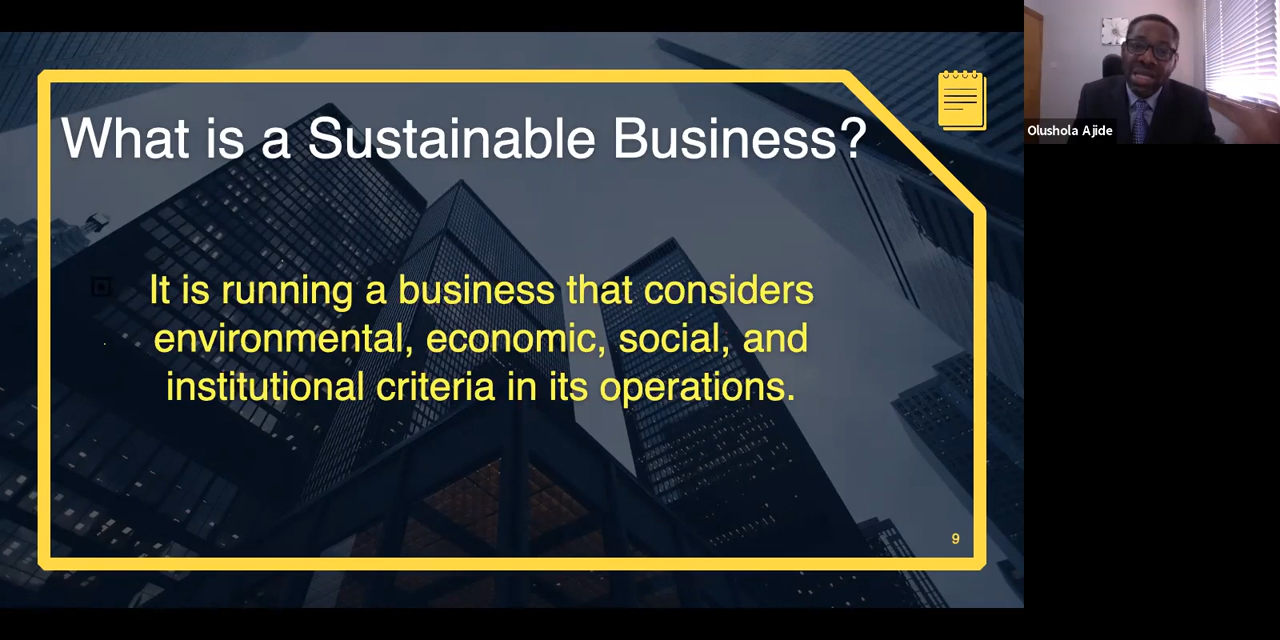 What is a Sustainable Business?
It is running a business that considers
environmental, economic, social, and
institutional criteria in its operations.
9
Olushola Ajide